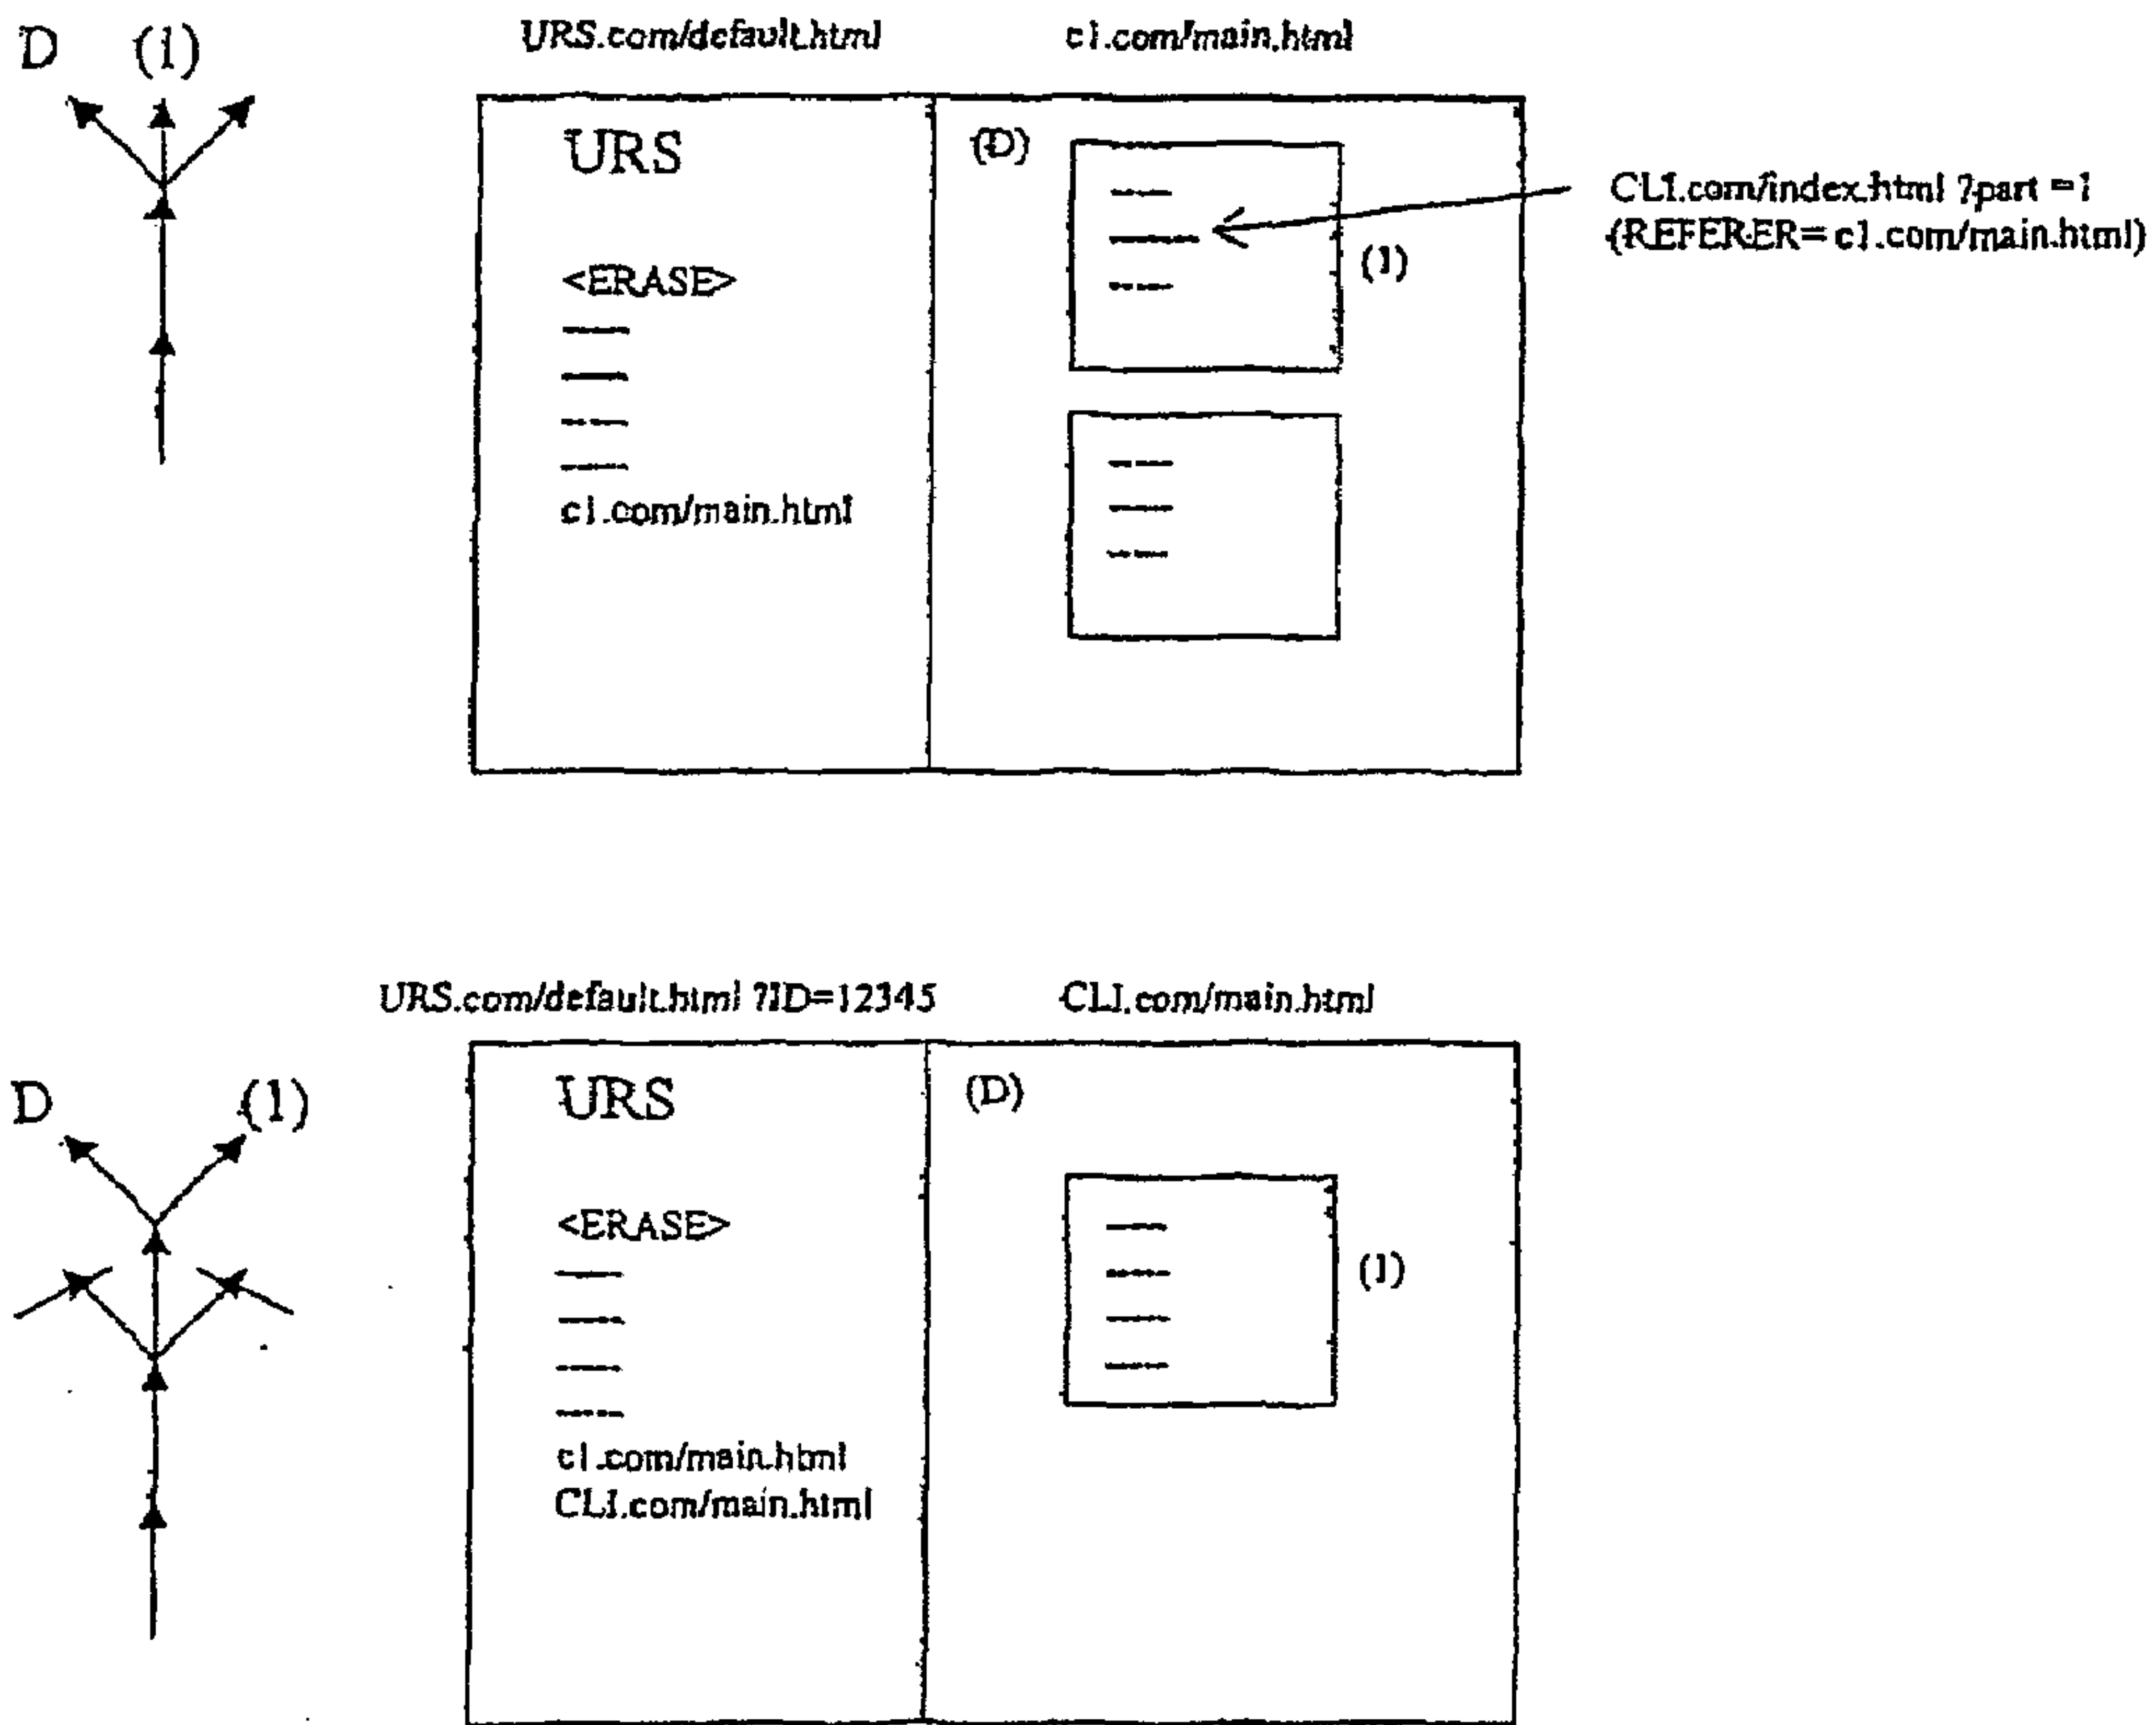 D (1)
URS.com/default.html c1.com/main.html
URS
<ERASE>
c1.com/main.html
(D)
(1)
CLI.com/index.html ?part =1
(REFERER= c1.com/main.html)
D (1)
URS.com/default.html ?ID=12345 CLI.com/main.html
URS
<ERASE>
c1.com/main.html
CLI.com/main.html
(D)
(1)